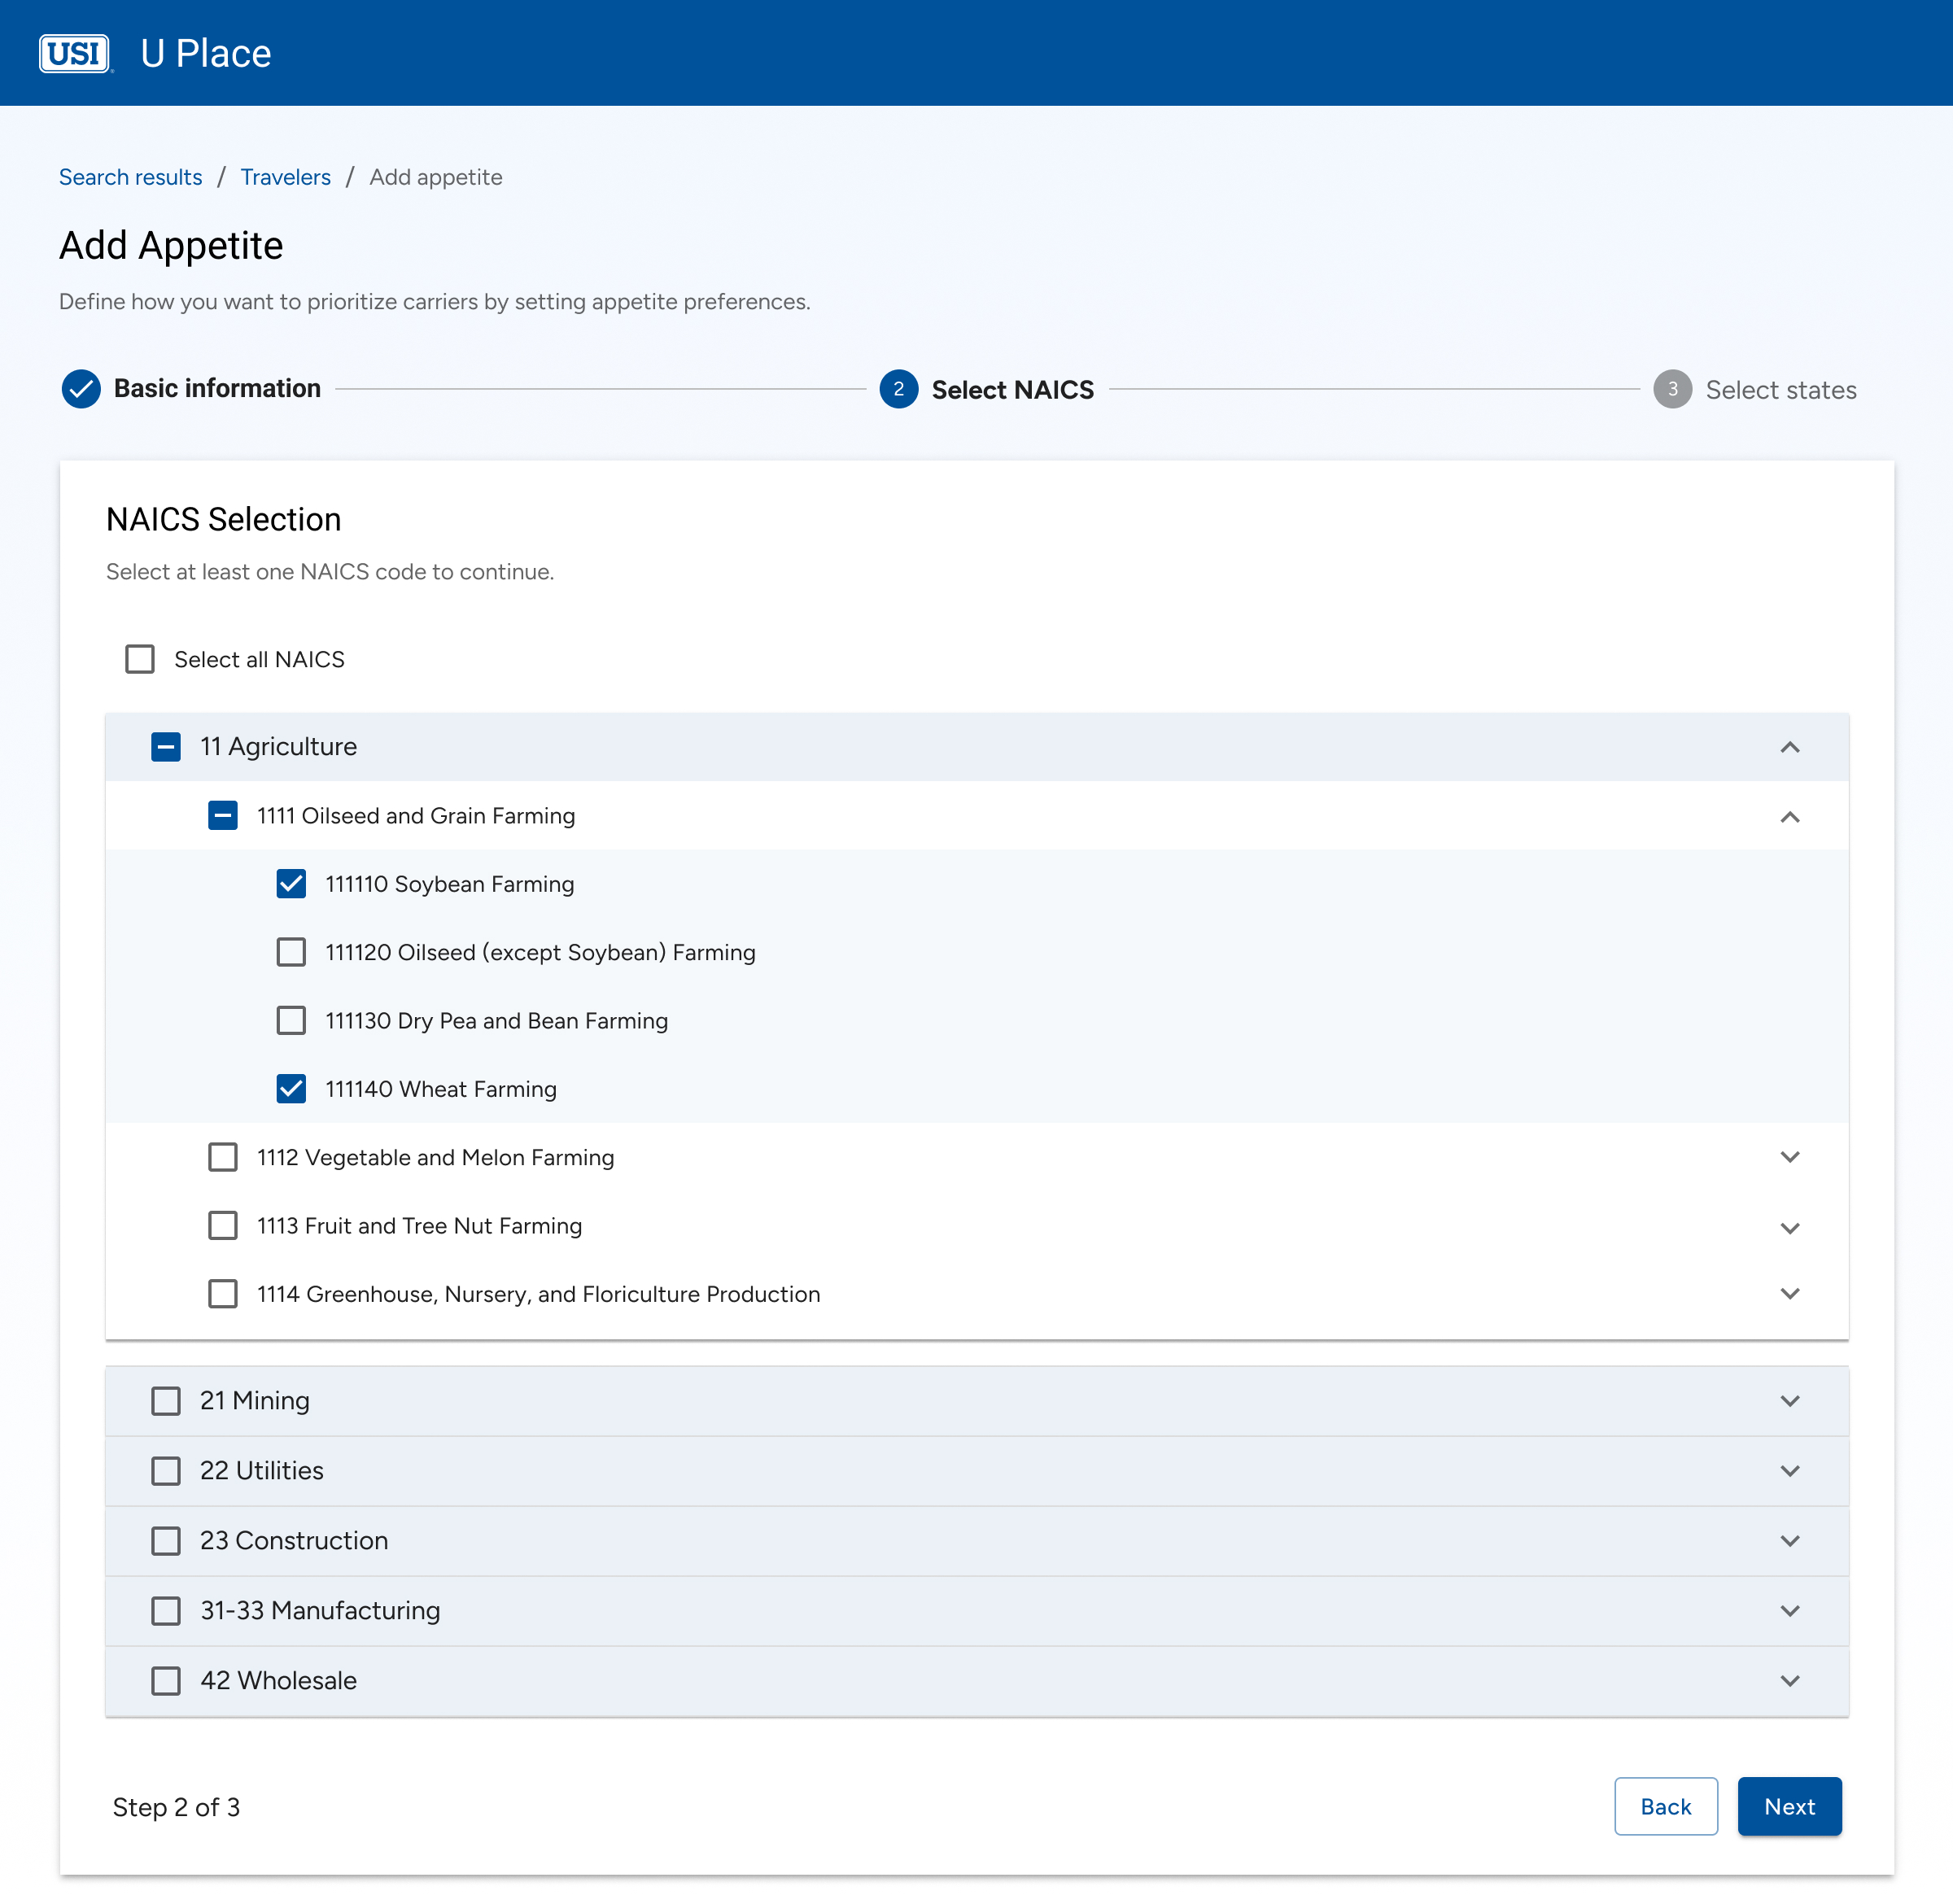 USI U Place
Search results / Travelers / Add appetite
Add Appetite
Define how you want to prioritize carriers by setting appetite preferences.
Basic information 2 Select NAICS 3 Select states
NAICS Selection
Select at least one NAICS code to continue.
Select all NAICS
11 Agriculture
1111 Oilseed and Grain Farming
111110 Soybean Farming
111120 Oilseed (except Soybean) Farming
111130 Dry Pea and Bean Farming
111140 Wheat Farming
1112 Vegetable and Melon Farming
1113 Fruit and Tree Nut Farming
1114 Greenhouse, Nursery, and Floriculture Production
21 Mining
22 Utilities
23 Construction
31-33 Manufacturing
42 Wholesale
Step 2 of 3 Back Next